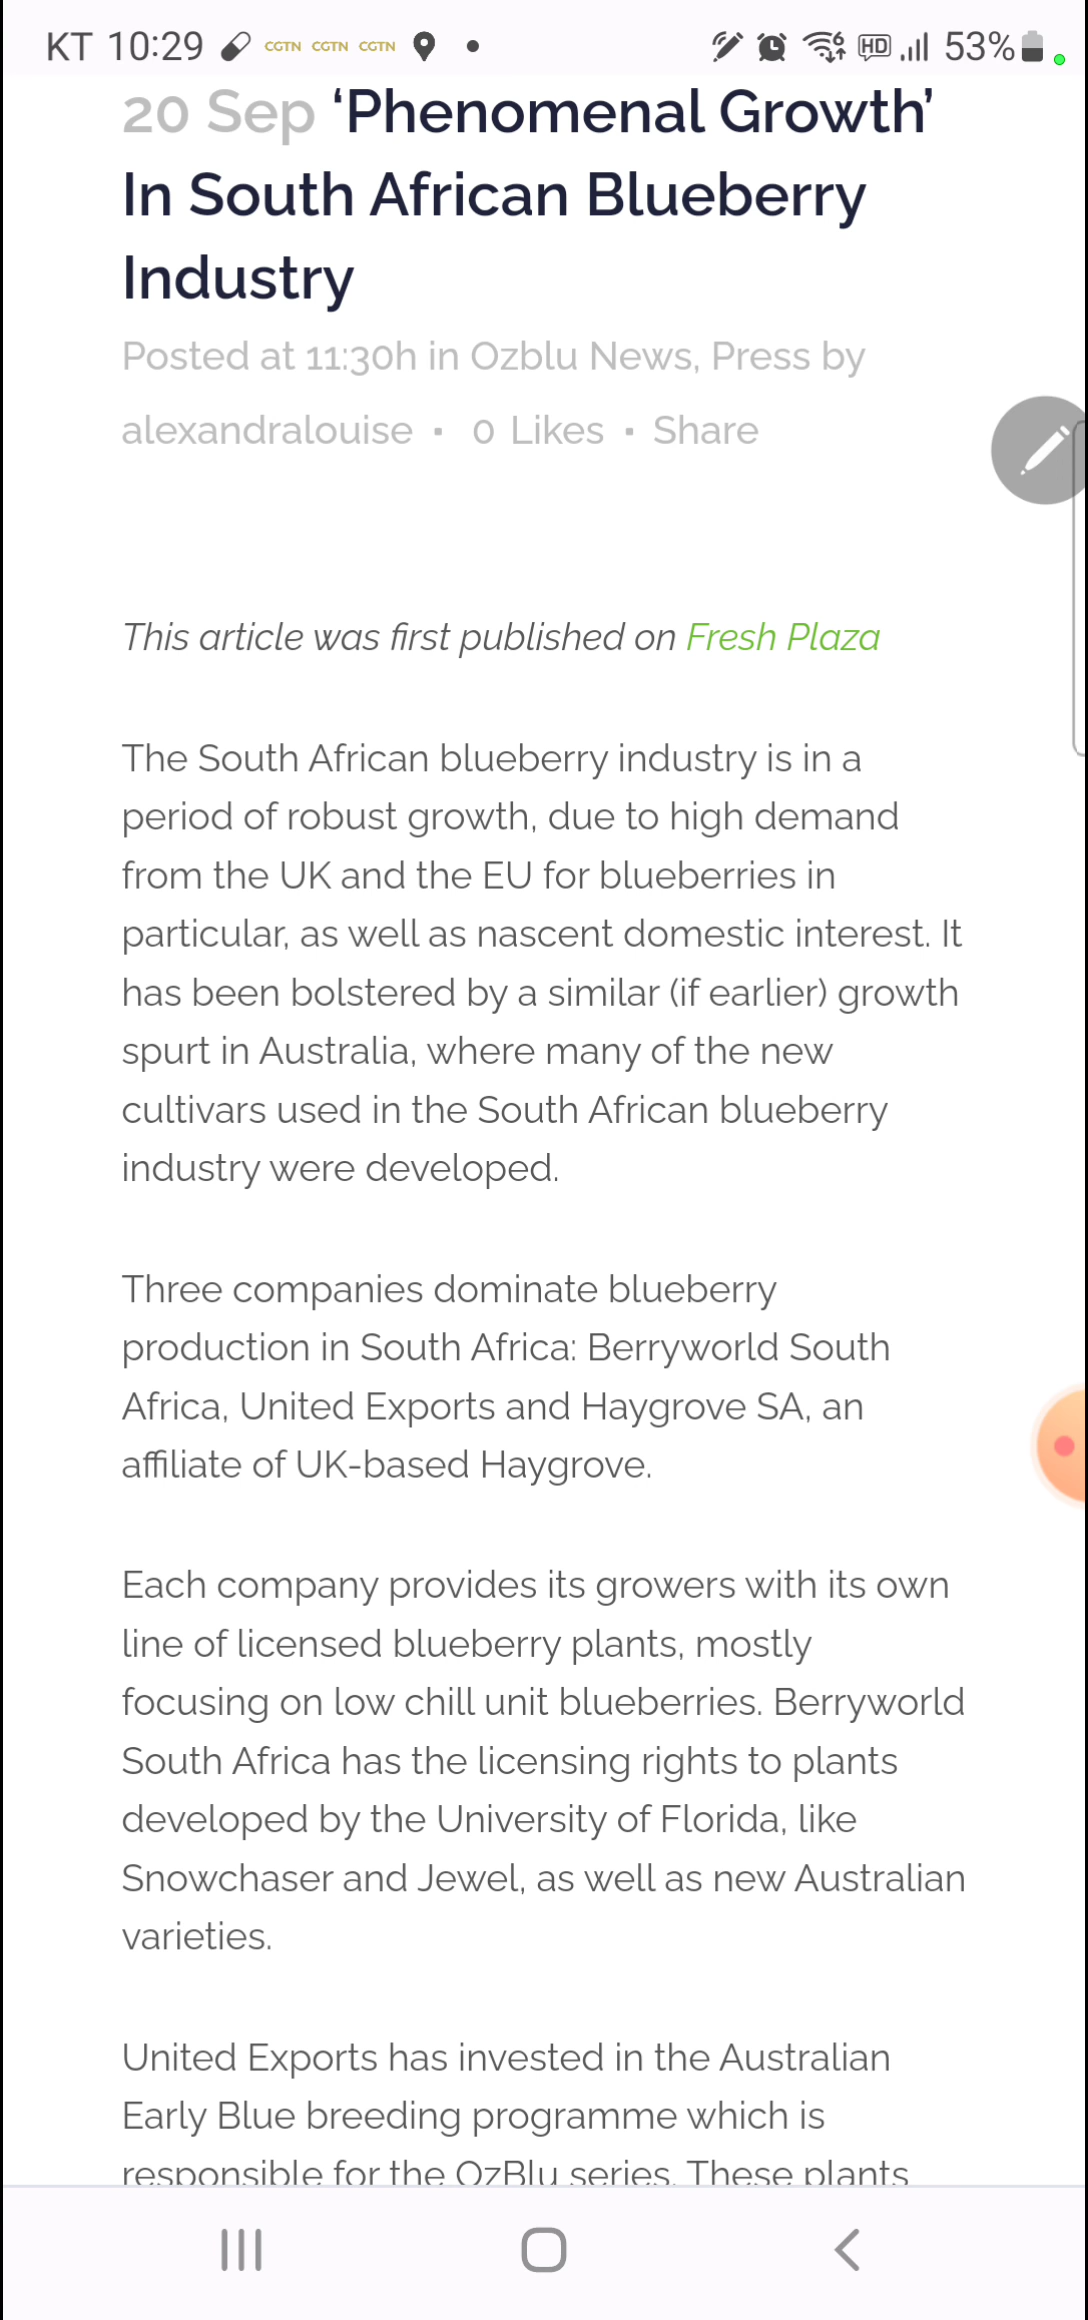 KT 10:29 CGTN CGTN CGTN HD 53%
20 Sep ‘Phenomenal Growth’
In South African Blueberry
Industry
Posted at 11:30h in Ozblu News, Press by
alexandralouise · 0 Likes · Share
This article was first published on Fresh Plaza
The South African blueberry industry is in a
period of robust growth, due to high demand
from the UK and the EU for blueberries in
particular, as well as nascent domestic interest. It
has been bolstered by a similar (if earlier) growth
spurt in Australia, where many of the new
cultivars used in the South African blueberry
industry were developed.
Three companies dominate blueberry
production in South Africa: Berryworld South
Africa, United Exports and Haygrove SA, an
affiliate of UK-based Haygrove.
Each company provides its growers with its own
line of licensed blueberry plants, mostly
focusing on low chill unit blueberries. Berryworld
South Africa has the licensing rights to plants
developed by the University of Florida, like
Snowchaser and Jewel, as well as new Australian
varieties.
United Exports has invested in the Australian
Early Blue breeding programme which is
responsible for the OzBlu series. These plants